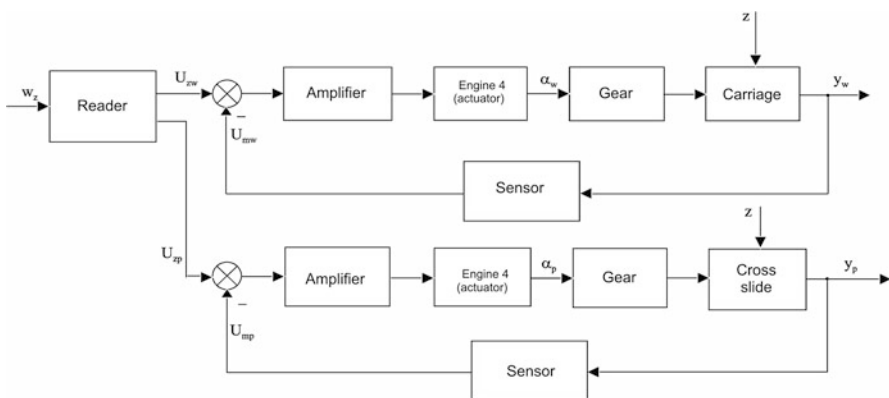 w_z
Reader
U_zw
−
U_mw
Amplifier
Engine 4
(actuator)
α_w
Gear
z
Carriage
y_w
Sensor
U_zp
−
U_mp
Amplifier
Engine 4
(actuator)
α_p
Gear
z
Cross
slide
y_p
Sensor